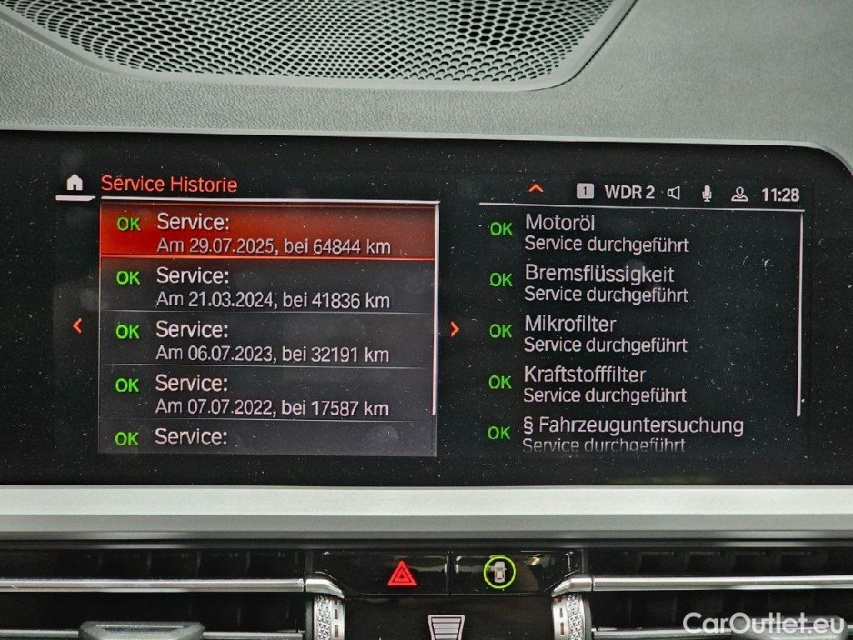 Service Historie
1 WDR 2 11:28
OK Service:
Am 29.07.2025, bei 64844 km
OK Service:
Am 21.03.2024, bei 41836 km
OK Service:
Am 06.07.2023, bei 32191 km
OK Service:
Am 07.07.2022, bei 17587 km
OK Service:
OK Motoröl
Service durchgeführt
OK Bremsflüssigkeit
Service durchgeführt
OK Mikrofilter
Service durchgeführt
OK Kraftstofffilter
Service durchgeführt
OK § Fahrzeuguntersuchung
Service durchgeführt
CarOutlet.eu